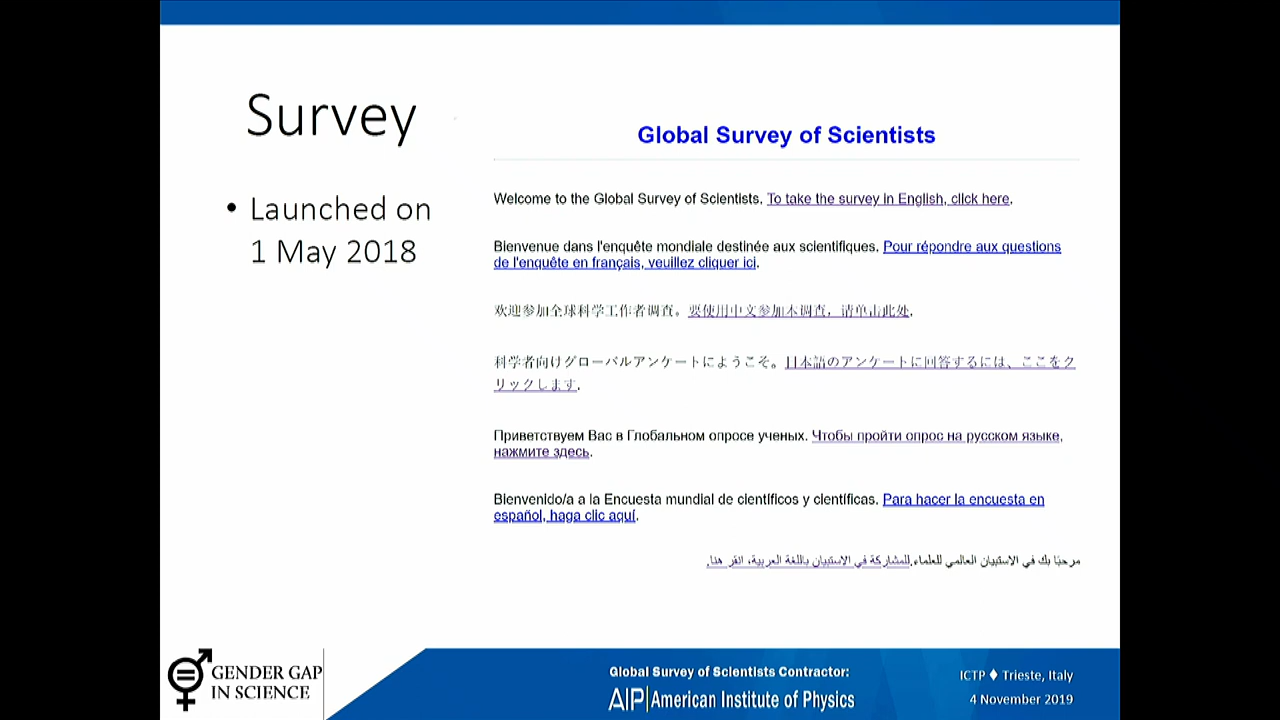 Survey
• Launched on
1 May 2018
Global Survey of Scientists
Welcome to the Global Survey of Scientists. To take the survey in English, click here.
Bienvenue dans l'enquête mondiale destinée aux scientifiques. Pour répondre aux questions
de l'enquête en français, veuillez cliquer ici.
欢迎参加全球科学工作者调查。要使用中文参加本调查，请单击此处.
科学者向けグローバルアンケートにようこそ。日本語のアンケートに回答するには、ここをク
リックします.
Приветствуем Вас в Глобальном опросе ученых. Чтобы пройти опрос на русском языке,
нажмите здесь.
Bienvenido/a a la Encuesta mundial de científicos y científicas. Para hacer la encuesta en
español, haga clic aquí.
مرحبًا بك في الاستبيان العالمي للعلماء. للمشاركة في الاستبيان باللغة العربية، انقر هنا.
GENDER GAP
IN SCIENCE
Global Survey of Scientists Contractor:
AIP|American Institute of Physics
ICTP ♦ Trieste, Italy
4 November 2019